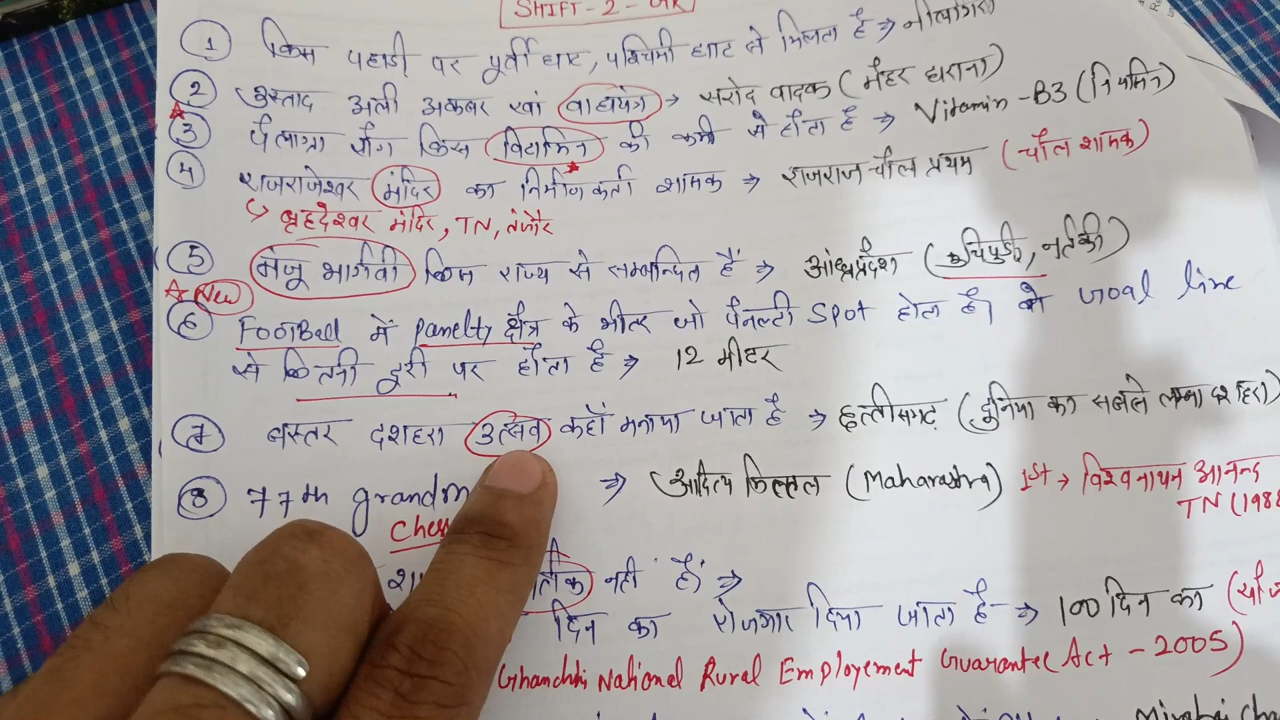 SHIFT-2-GK
① किस पहाडी पर पूर्वी घाट, पश्चिमी घाट से मिलता है ⇒ नीलगिरी
② उस्ताद अली अकबर खां वाद्ययंत्र → सरोद वादक (मैहर घराना)
③ पैलाग्रा रोग किस विटामिन की कमी से होता है ⇒ Vitamin-B3 (नियासिन)
④ राजराजेश्वर मंदिर का निर्माणकर्ता शासक ⇒ राजराज चोल प्रथम (चोल शासक)
↳ बृहदेश्वर मंदिर, TN, तंजौर
⑤ मंजू भार्गवी किस राज्य से सम्बन्धित हैं ⇒ आंध्रप्रदेश (कुचिपुडी, नर्तकी)
New
⑥ FootBall में Panelty क्षैत्र के भीतर जो पैनल्टी Spot होता है। वो Goal line
से कितनी दूरी पर होता है ⇒ 12 मीटर
⑦ बस्तर दशहरा उत्सव कहाँ मनाया जाता है ⇒ छत्तीसगढ़ (दुनिया का सबसे लम्बा दशहरा)
⑧ 77th grandm ⇒ आदित्य मित्तल (Maharashtra) 1st → विश्वनाथन आनन्द
Chess TN (1988
नहीं है। ⇒
दिन का रोजगार दिया जाता है ⇒ 100 दिन का
Ghandhi National Rural Employement Guarantee Act - 2005)